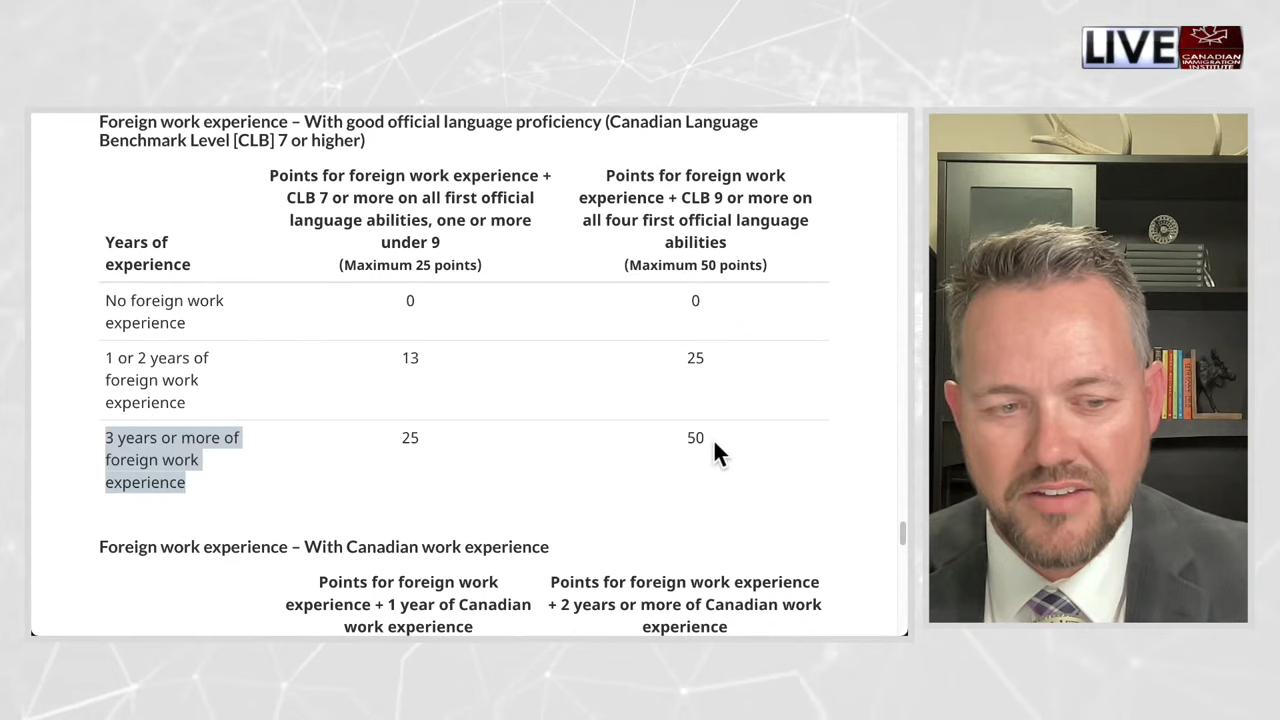 LIVE
CANADIAN
IMMIGRATION
INSTITUTE
Foreign work experience – With good official language proficiency (Canadian Language
Benchmark Level [CLB] 7 or higher)
Years of
experience
Points for foreign work experience +
CLB 7 or more on all first official
language abilities, one or more
under 9
(Maximum 25 points)
Points for foreign work
experience + CLB 9 or more on
all four first official language
abilities
(Maximum 50 points)
No foreign work
experience
0
0
1 or 2 years of
foreign work
experience
13
25
3 years or more of
foreign work
experience
25
50
Foreign work experience – With Canadian work experience
Points for foreign work
experience + 1 year of Canadian
work experience
Points for foreign work experience
+ 2 years or more of Canadian work
experience